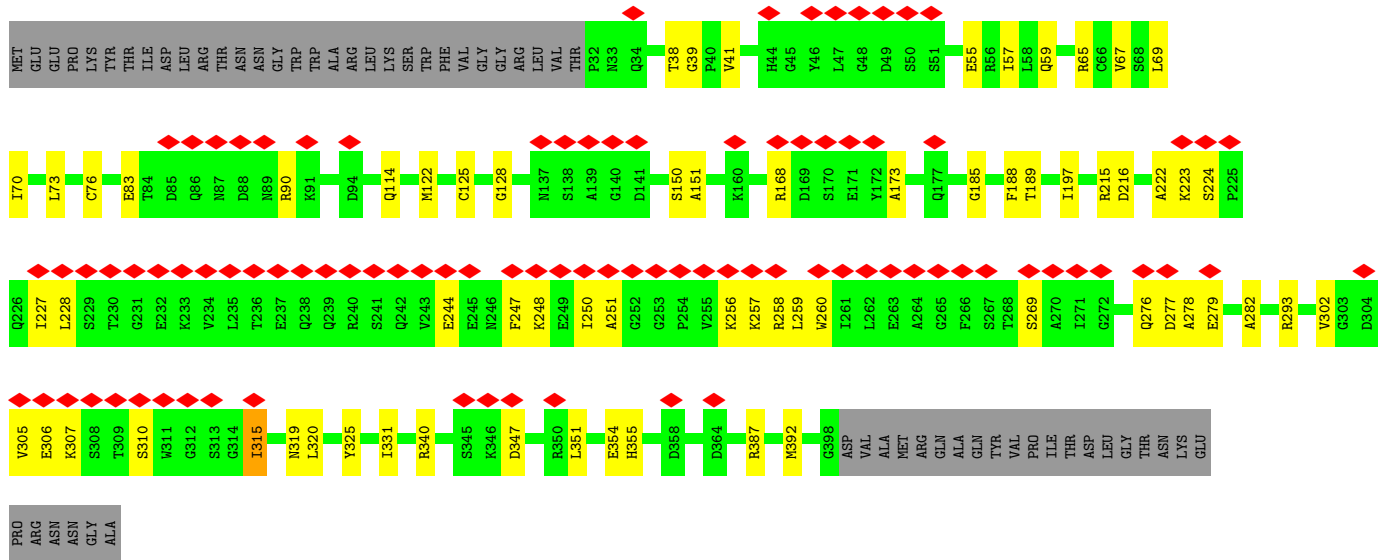 MET GLU GLU PRO LYS TYR THR ILE ASP LEU ARG THR ASN ASN GLY TRP TRP ALA ARG LEU LYS SER TRP PHE VAL GLY GLY ARG LEU VAL THR P32 N33 Q34 T38 G39 P40 V41 H44 G45 Y46 L47 G48 D49 S50 S51 E55 R56 I57 L58 Q59 R65 C66 V67 S68 L69
I70 L73 C76 E83 T84 D85 Q86 N87 D88 N89 R90 K91 D94 Q114 M122 C125 G128 N137 S138 A139 G140 D141 S150 A151 K160 R168 D169 S170 E171 Y172 A173 Q177 G185 F188 T189 I197 R215 D216 A222 K223 S224 P225
Q226 I227 L228 S229 T230 G231 E232 K233 V234 L235 T236 E237 Q238 Q239 R240 S241 Q242 V243 E244 E245 N246 F247 K248 E249 I250 A251 G252 G253 P254 V255 K256 K257 R258 L259 W260 I261 L262 E263 A264 G265 F266 S267 T268 S269 A270 I271 G272 Q276 D277 A278 E279 A282 R293 V302 G303 D304
V305 E306 K307 S308 T309 S310 W311 G312 S313 G314 I315 N319 L320 Y325 I331 R340 S345 K346 D347 R350 L351 E354 H355 D358 D364 R387 M392 G398 ASP VAL ALA MET ARG GLN ALA GLN TYR VAL PRO ILE THR ASP LEU GLY THR ASN LYS GLU
PRO ARG ASN ASN GLY ALA